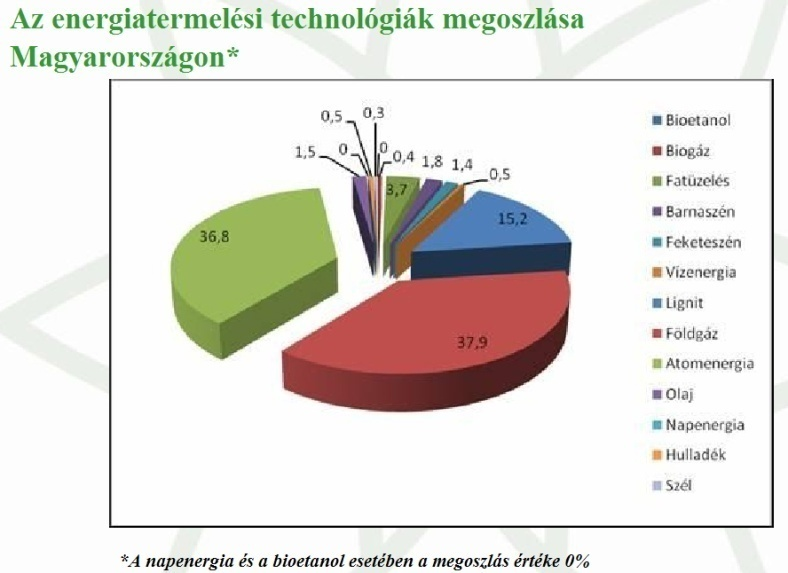 Az energiatermelési technológiák megoszlása
Magyarországon*
0,5
0,3
1,5
0
0
0,4
1,8
1,4
0,5
3,7
15,2
36,8
37,9
Bioetanol
Biogáz
Fatüzelés
Barnaszén
Feketeszén
Vízenergia
Lignit
Földgáz
Atomenergia
Olaj
Napenergia
Hulladék
Szél
*A napenergia és a bioetanol esetében a megoszlás értéke 0%